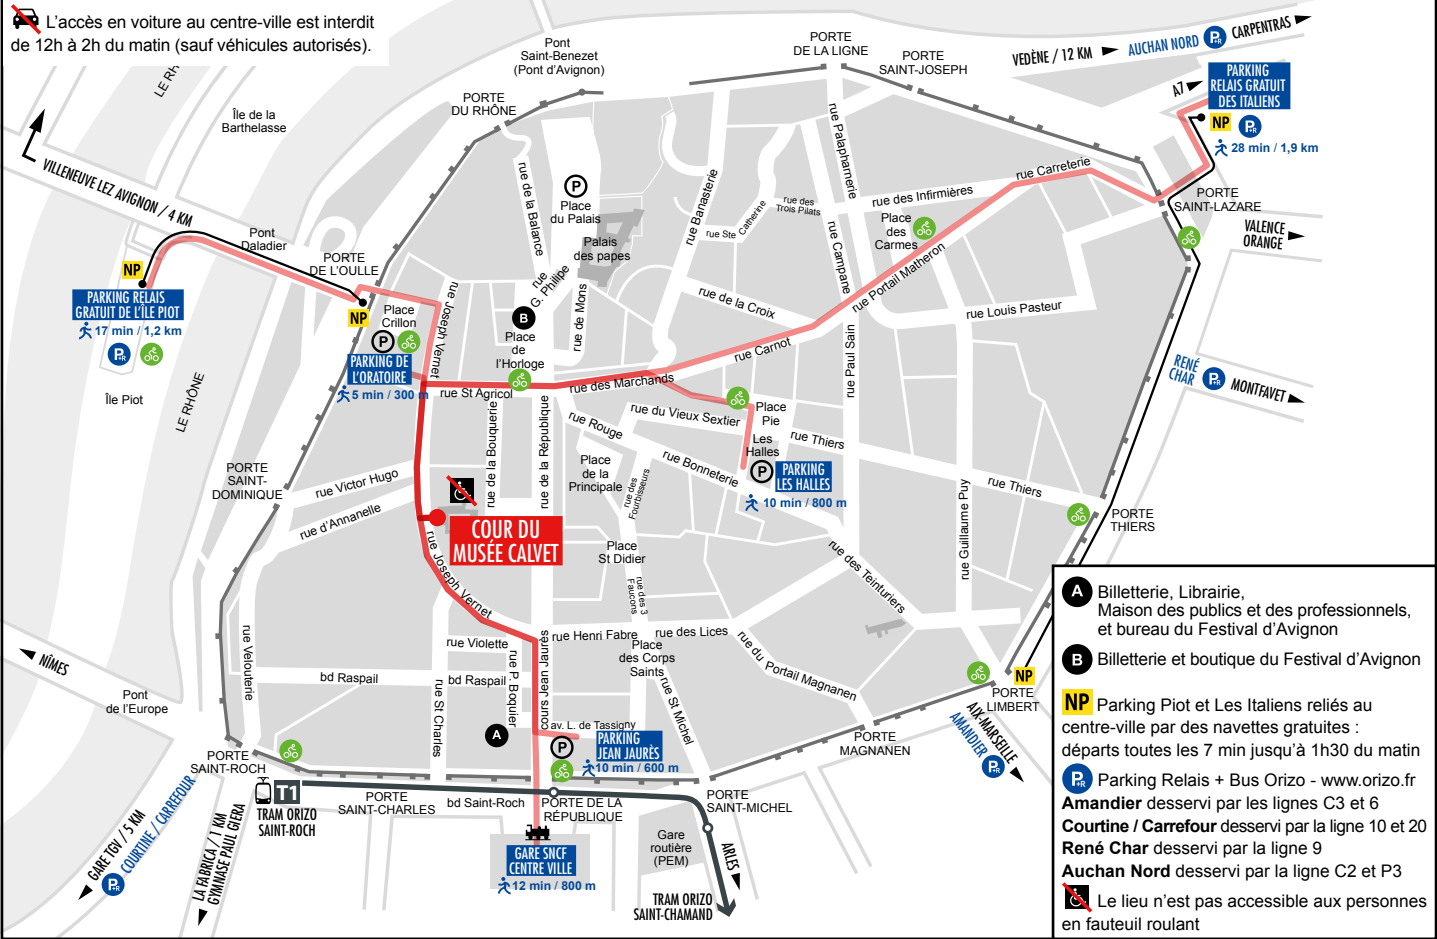 L'accès en voiture au centre-ville est interdit
de 12h à 2h du matin (sauf véhicules autorisés).
Pont
Saint-Benezet
(Pont d'Avignon)
PORTE
DE LA LIGNE
PORTE
SAINT-JOSEPH
VEDÈNE / 12 KM
AUCHAN NORD
P+R
CARPENTRAS
A7
PARKING
RELAIS GRATUIT
DES ITALIENS
NP
P+R
28 min / 1,9 km
PORTE
SAINT-LAZARE
VALENCE
ORANGE
LE RH
Île de la
Barthelasse
PORTE
DU RHÔNE
VILLENEUVE LEZ AVIGNON / 4 KM
Pont
Daladier
PORTE
DE L'OULLE
NP
PARKING RELAIS
GRATUIT DE L'ÎLE PIOT
17 min / 1,2 km
P+R
Île Piot
LE RHÔNE
NP
Place
Crillon
P
PARKING DE
L'ORATOIRE
5 min / 300 m
rue Joseph Vernet
rue de la Balance
P
Place
du Palais
Palais
des papes
rue
G. Philipe
rue de Mons
B
Place
de
l'Horloge
rue Banasterie
rue Ste
Catherine
rue des
Trois Pilats
rue Palapharnerie
rue Campane
rue des Infirmières
Place
des
Carmes
rue Carreterie
rue Portail Matheron
rue de la Croix
rue Carnot
rue Paul Sain
rue Louis Pasteur
RENÉ
CHAR
P+R
MONTFAVET
rue St Agricol
rue des Marchands
rue du Vieux Sextier
Place
Pie
Les
Halles
P
PARKING
LES HALLES
10 min / 800 m
rue Thiers
rue Thiers
PORTE
THIERS
rue Rouge
rue Bonneterie
Place
de la
Principale
rue des
Fourbisseurs
rue de la Bouquerie
rue de la République
PORTE
SAINT-
DOMINIQUE
rue Victor Hugo
rue d'Annanelle
COUR DU
MUSÉE CALVET
rue Joseph Vernet
Place
St Didier
rue des 3
Faucons
rue des Teinturiers
rue Guillaume Puy
rue Velouterie
rue Violette
rue Henri Fabre
rue des Lices
Place
des Corps
Saints
rue St Michel
rue du Portail Magnanen
bd Raspail
bd Raspail
rue P. Boquier
rue St Charles
cours Jean Jaurès
av. L. de Tassigny
A
P
PARKING
JEAN JAURÈS
10 min / 600 m
NP
PORTE
LIMBERT
AIX-MARSEILLE
AMANDIER
P+R
PORTE
MAGNANEN
NÎMES
Pont
de l'Europe
PORTE
SAINT-ROCH
T1
TRAM ORIZO
SAINT-ROCH
PORTE
SAINT-CHARLES
bd Saint-Roch
PORTE DE LA
RÉPUBLIQUE
PORTE
SAINT-MICHEL
GARE TGV / 5 KM
COURTINE / CARREFOUR
P+R
LA FABRICA / 1 KM
GYMNASE PAUL GIERA
GARE SNCF
CENTRE VILLE
12 min / 800 m
Gare
routière
(PEM)
ARLES
TRAM ORIZO
SAINT-CHAMAND
A Billetterie, Librairie,
Maison des publics et des professionnels,
et bureau du Festival d'Avignon
B Billetterie et boutique du Festival d'Avignon
NP Parking Piot et Les Italiens reliés au
centre-ville par des navettes gratuites :
départs toutes les 7 min jusqu'à 1h30 du matin
P+R Parking Relais + Bus Orizo - www.orizo.fr
Amandier desservi par les lignes C3 et 6
Courtine / Carrefour desservi par la ligne 10 et 20
René Char desservi par la ligne 9
Auchan Nord desservi par la ligne C2 et P3
Le lieu n'est pas accessible aux personnes
en fauteuil roulant